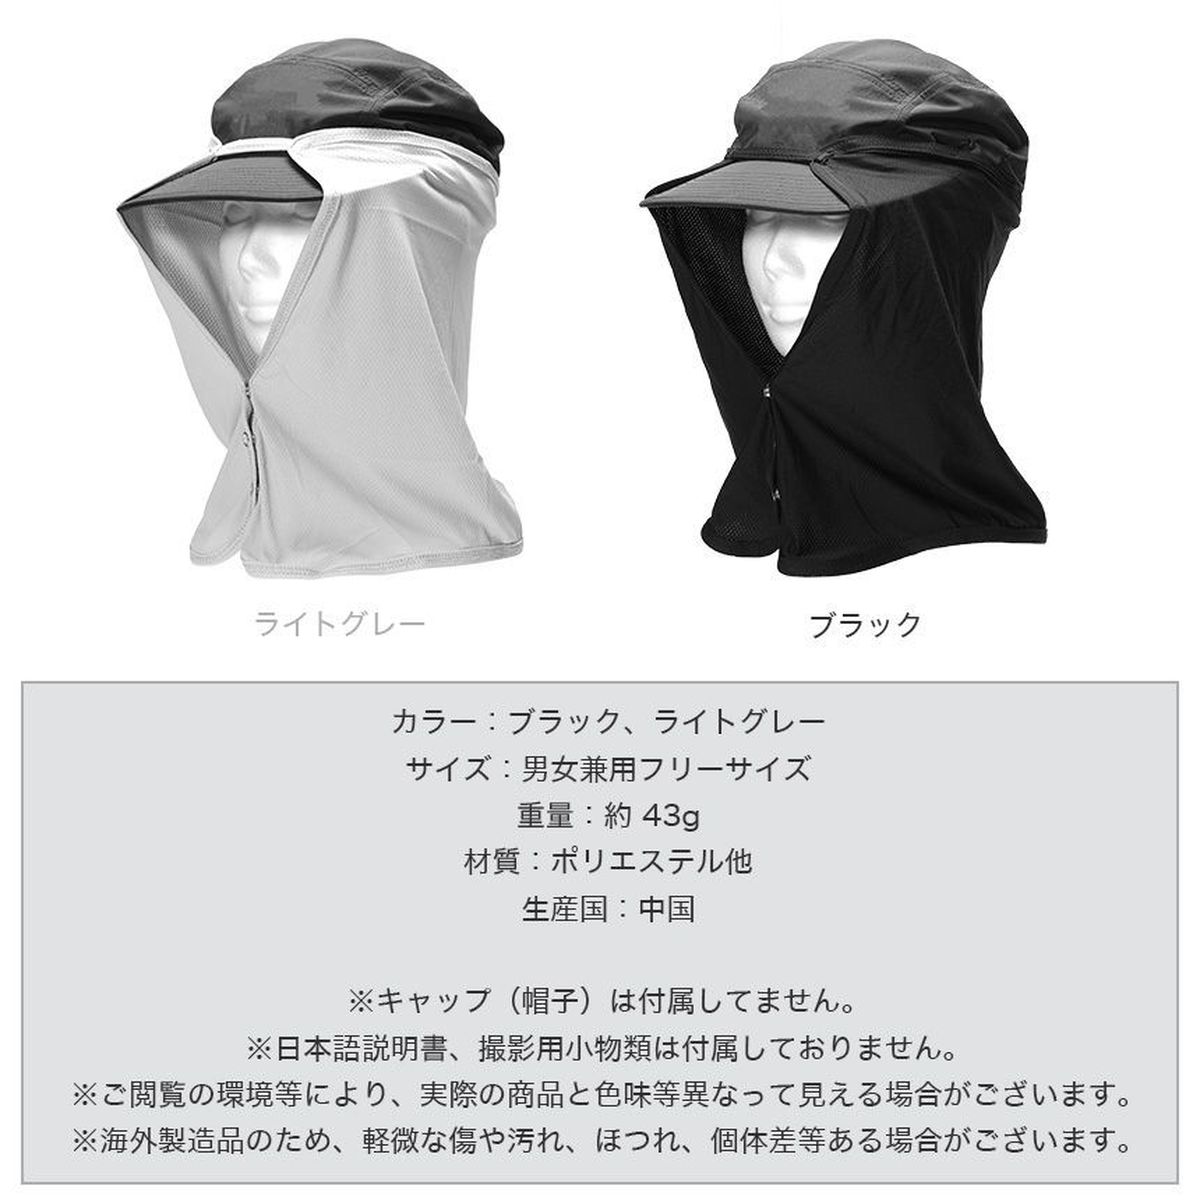 ライトグレー
ブラック
カラー：ブラック、ライトグレー
サイズ：男女兼用フリーサイズ
重量：約 43g
材質：ポリエステル他
生産国：中国
※キャップ（帽子）は付属してません。
※日本語説明書、撮影用小物類は付属しておりません。
※ご閲覧の環境等により、実際の商品と色味等異なって見える場合がございます。
※海外製造品のため、軽微な傷や汚れ、ほつれ、個体差等ある場合がございます。